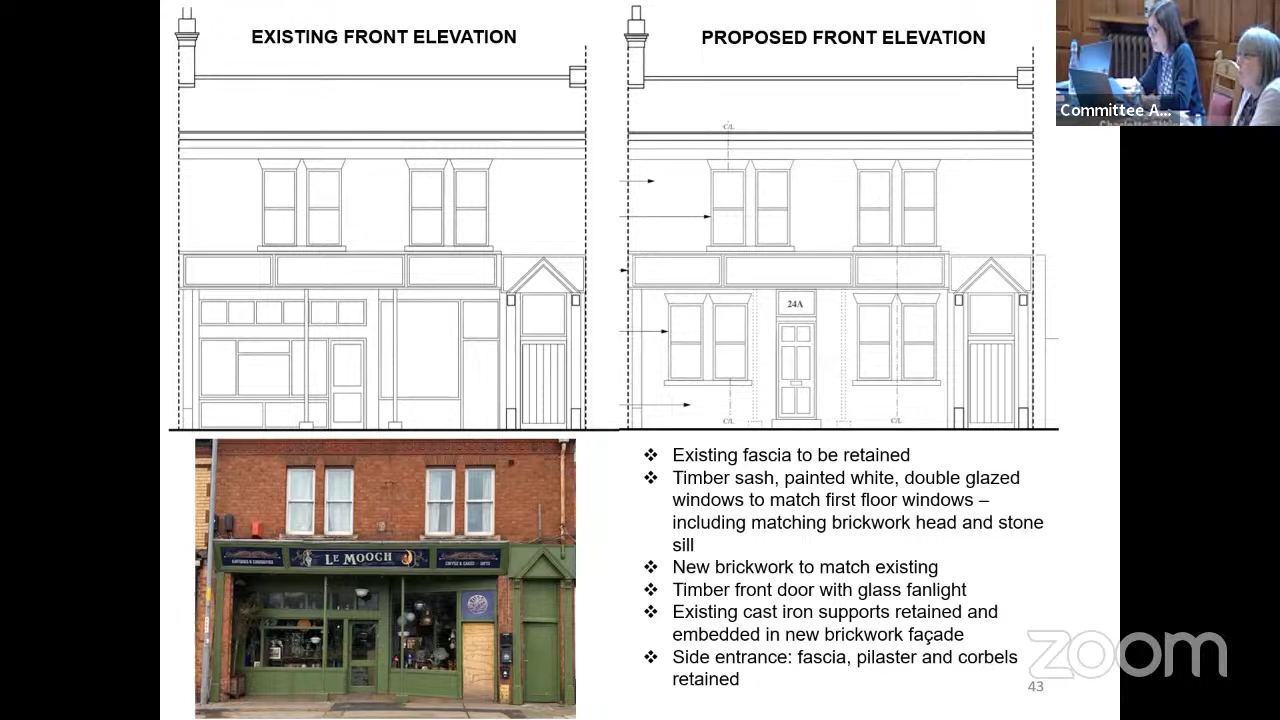 EXISTING FRONT ELEVATION
PROPOSED FRONT ELEVATION
Committee A...
C/L
24A
C/L
C/L
LE MOOCH
❖ Existing fascia to be retained
❖ Timber sash, painted white, double glazed
windows to match first floor windows –
including matching brickwork head and stone
sill
❖ New brickwork to match existing
❖ Timber front door with glass fanlight
❖ Existing cast iron supports retained and
embedded in new brickwork façade
❖ Side entrance: fascia, pilaster and corbels
retained
zoom
43